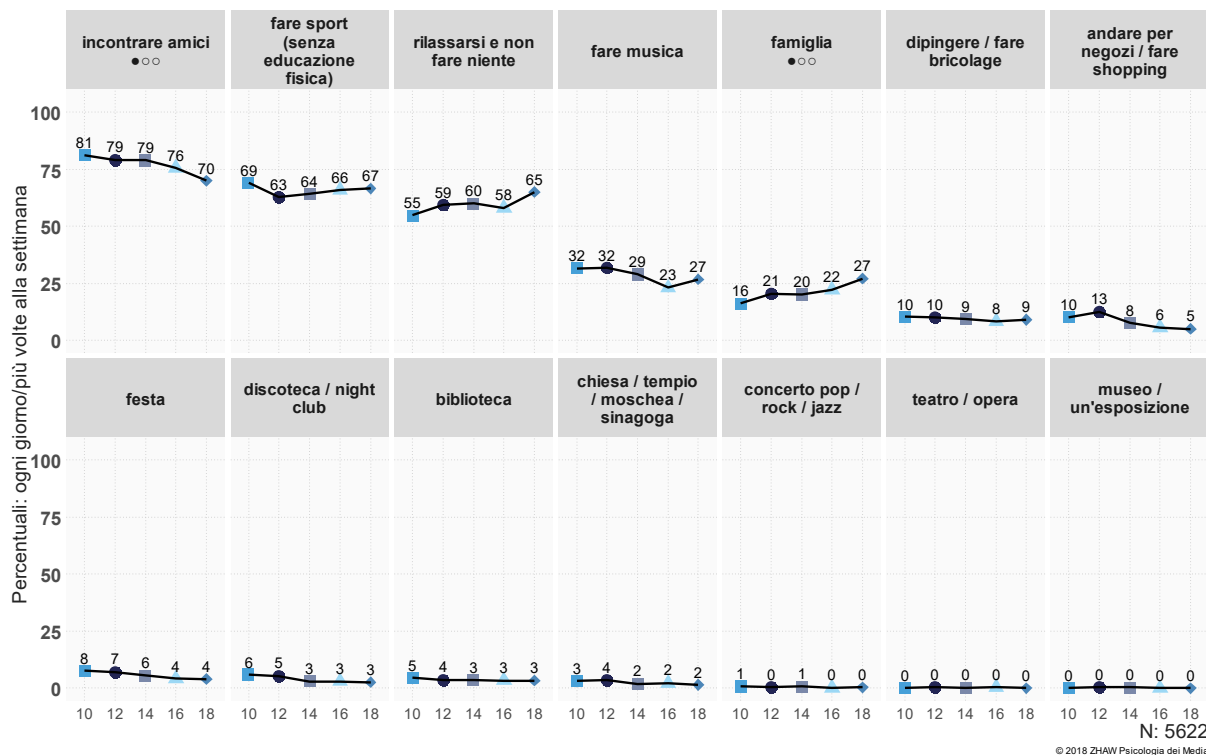 incontrare amici
●○○
fare sport
(senza
educazione
fisica)
rilassarsi e non
fare niente
fare musica
famiglia
●○○
dipingere / fare
bricolage
andare per
negozi / fare
shopping
Percentuali: ogni giorno/più volte alla settimana
100
75
50
25
0
81 79 79 76 70
69 63 64 66 67
55 59 60 58 65
32 32 29 23 27
16 21 20 22 27
10 10 9 8 9
10 13 8 6 5
festa
discoteca / night
club
biblioteca
chiesa / tempio
/ moschea /
sinagoga
concerto pop /
rock / jazz
teatro / opera
museo /
un'esposizione
100
75
50
25
0
8 7 6 4 4
6 5 3 3 3
5 4 3 3 3
3 4 2 2 2
1 0 1 0 0
0 0 0 0 0
0 0 0 0 0
10 12 14 16 18
10 12 14 16 18
10 12 14 16 18
10 12 14 16 18
10 12 14 16 18
10 12 14 16 18
10 12 14 16 18
N: 5622
© 2018 ZHAW Psicologia dei Media